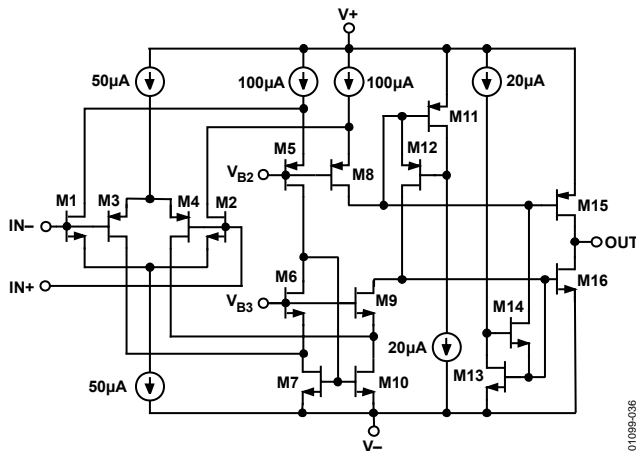 V+
50µA
100µA
100µA
20µA
M11
M5
M12
VB2
M8
M1
M3
M4
M2
M15
IN–
OUT
M6
M16
IN+
VB3
M9
M14
20µA
M13
50µA
M7
M10
V–
01099-036